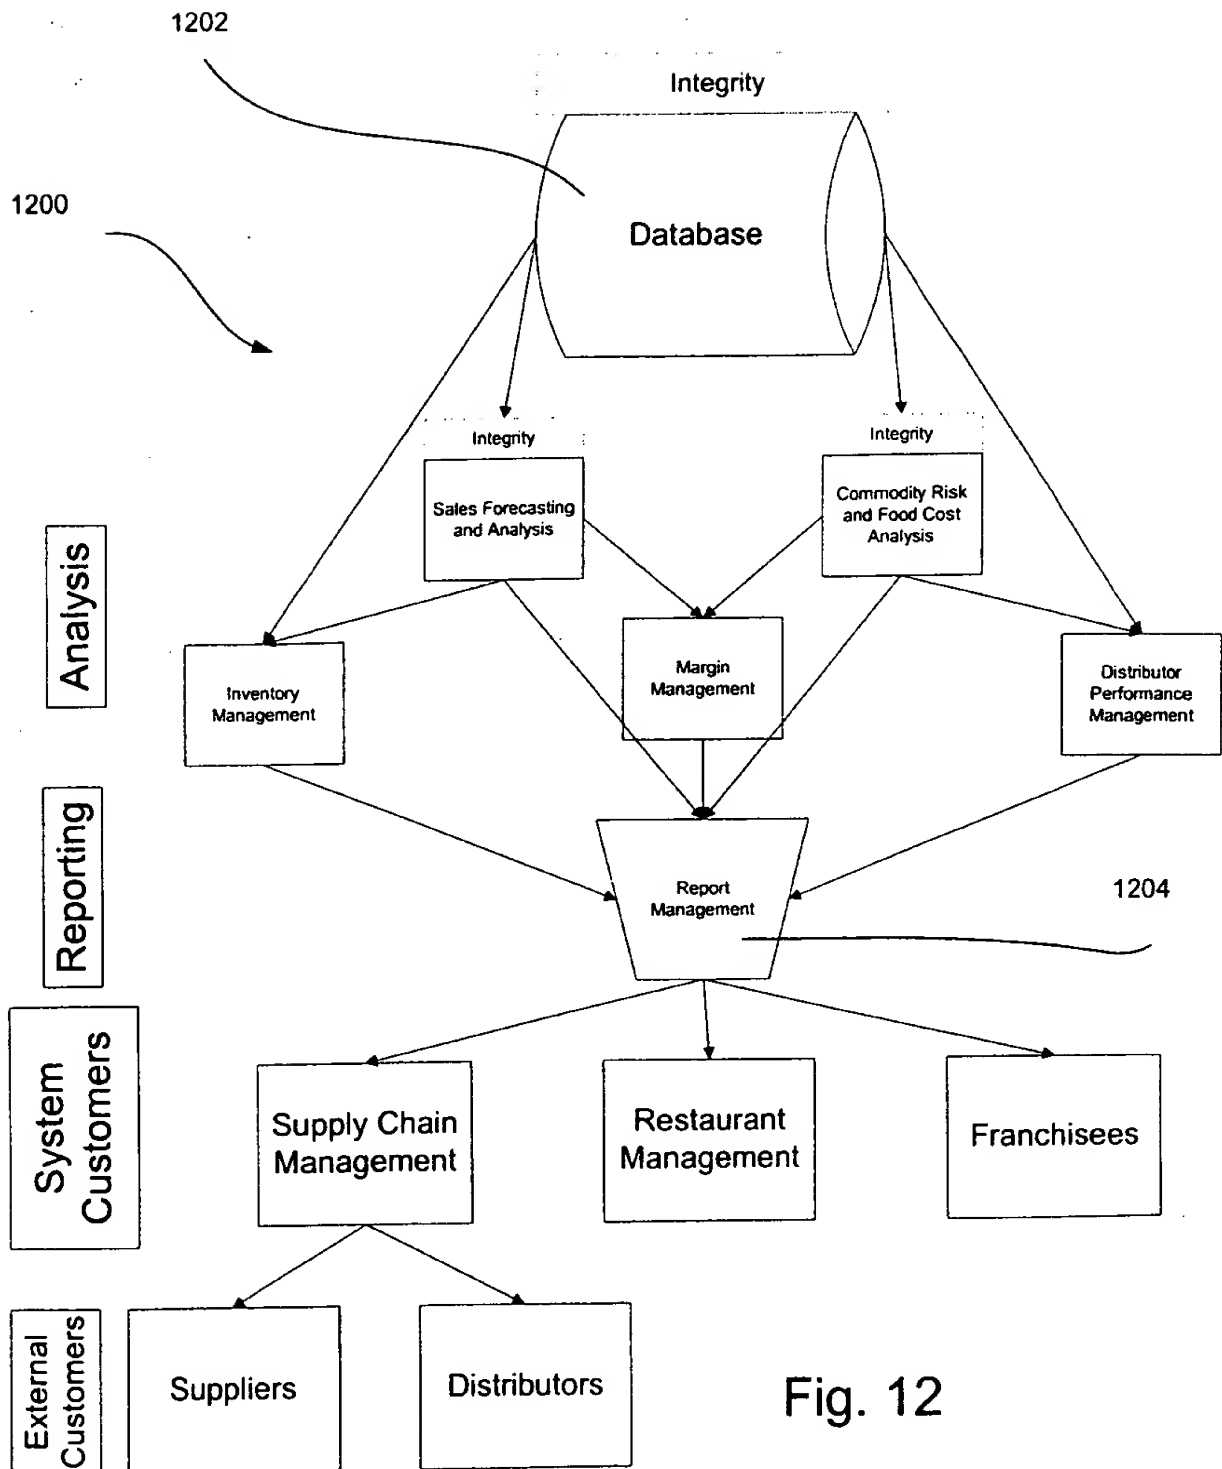 1202
Integrity
1200
Database
Integrity
Integrity
Sales Forecasting
and Analysis
Commodity Risk
and Food Cost
Analysis
Analysis
Inventory
Management
Margin
Management
Distributor
Performance
Management
Reporting
Report
Management
1204
System
Customers
Supply Chain
Management
Restaurant
Management
Franchisees
External
Customers
Suppliers
Distributors
Fig. 12